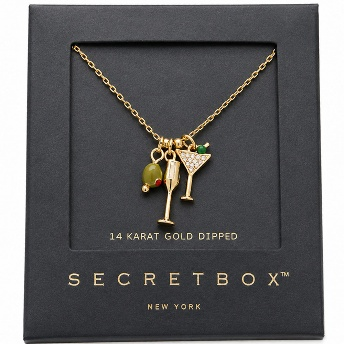 14 KARAT GOLD DIPPED
SECRETBOX™
NEW YORK